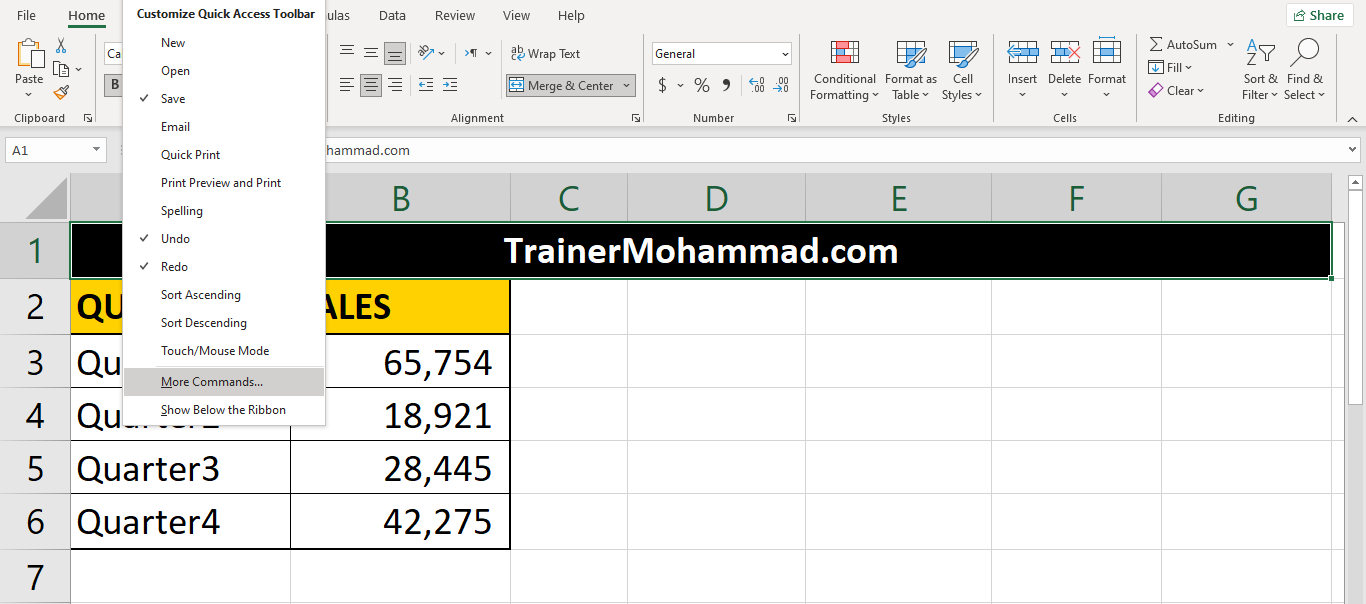 File Home Customize Quick Access Toolbar ulas Data Review View Help Share
New
Open
Save
Email
Quick Print
Print Preview and Print
Spelling
Undo
Redo
Sort Ascending
Sort Descending
Touch/Mouse Mode
More Commands...
Show Below the Ribbon
Paste
Clipboard
Ca
B
ab Wrap Text
Merge & Center
Alignment
General
$ % 9 .00 .00
Number
Conditional Formatting
Format as Table
Cell Styles
Styles
Insert Delete Format
Cells
AutoSum
Fill
Clear
Sort & Filter
Find & Select
Editing
A1 hammad.com
B C D E F G
1 TrainerMohammad.com
2 QU ALES
3 Qu 65,754
4 Qu 18,921
5 Quarter3 28,445
6 Quarter4 42,275
7